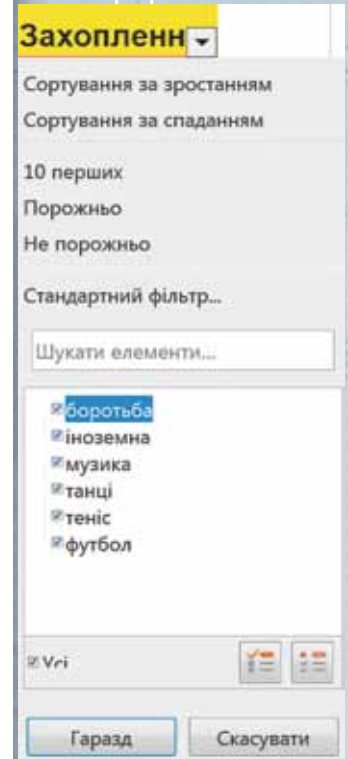 Захопленн
Сортування за зростанням
Сортування за спаданням
10 перших
Порожньо
Не порожньо
Стандартний фільтр...
Шукати елементи...
боротьба
іноземна
музика
танці
теніс
футбол
Усі
Гаразд
Скасувати